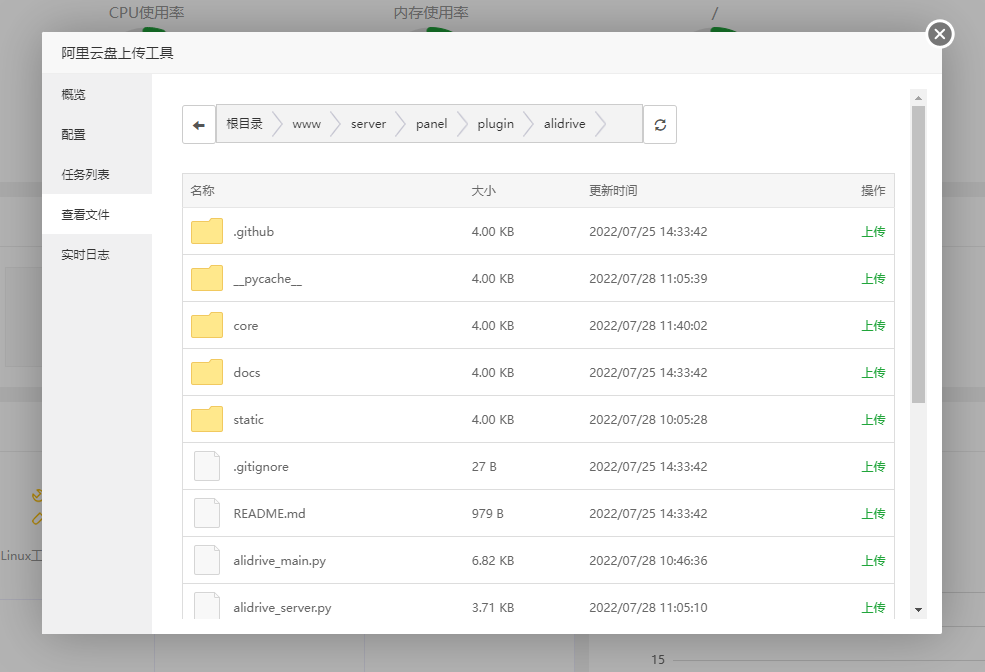 CPU使用率 内存使用率 /
阿里云盘上传工具
概览
配置
任务列表
查看文件
实时日志
根目录 www server panel plugin alidrive
名称 大小 更新时间 操作
.github 4.00 KB 2022/07/25 14:33:42 上传
__pycache__ 4.00 KB 2022/07/28 11:05:39 上传
core 4.00 KB 2022/07/28 11:40:02 上传
docs 4.00 KB 2022/07/25 14:33:42 上传
static 4.00 KB 2022/07/28 10:05:28 上传
.gitignore 27 B 2022/07/25 14:33:42 上传
README.md 979 B 2022/07/25 14:33:42 上传
alidrive_main.py 6.82 KB 2022/07/28 10:46:36 上传
alidrive_server.py 3.71 KB 2022/07/28 11:05:10 上传
Linux工
15